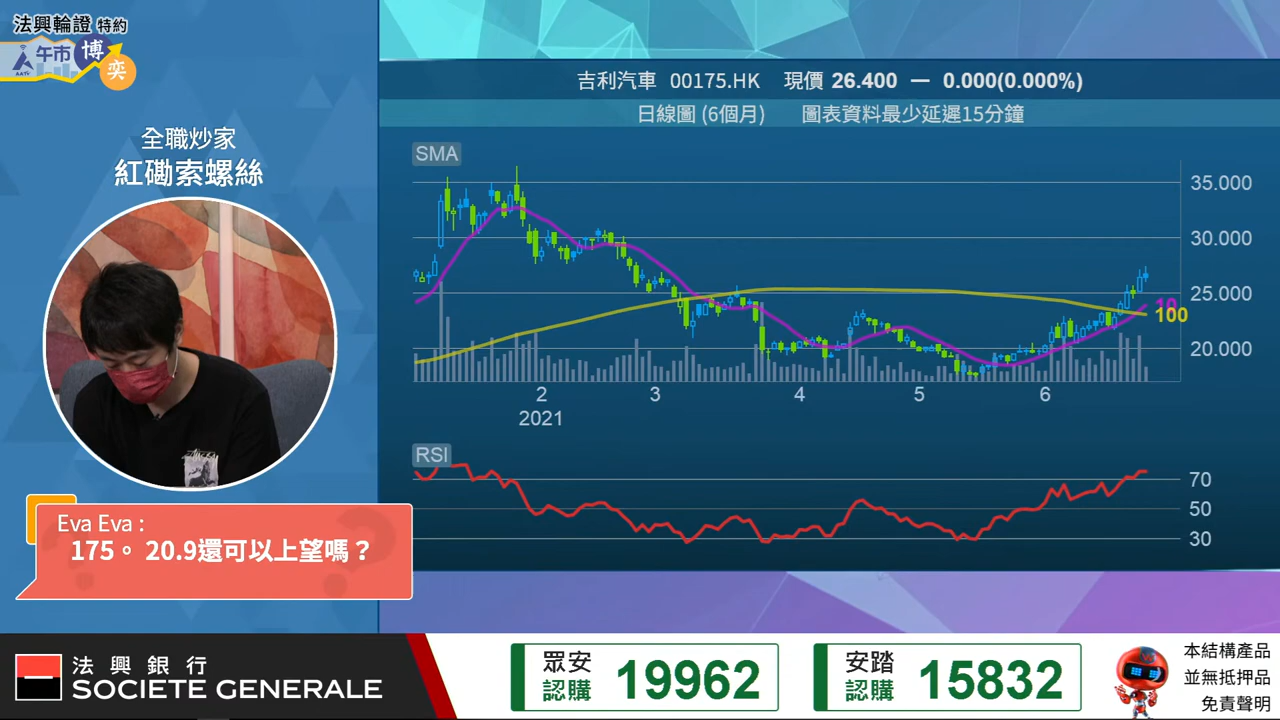 法興輪證 特約
午市 博
奕
AATV
全職炒家
紅磡索螺絲
Eva Eva :
175。 20.9還可以上望嗎？
吉利汽車 00175.HK 現價 26.400 — 0.000(0.000%)
日線圖 (6個月) 圖表資料最少延遲15分鐘
SMA
35.000
30.000
25.000
20.000
10
100
2
3
4
5
6
2021
RSI
70
50
30
法興銀行
SOCIETE GENERALE
眾安
認購
19962
安踏
認購
15832
本結構產品
並無抵押品
免責聲明